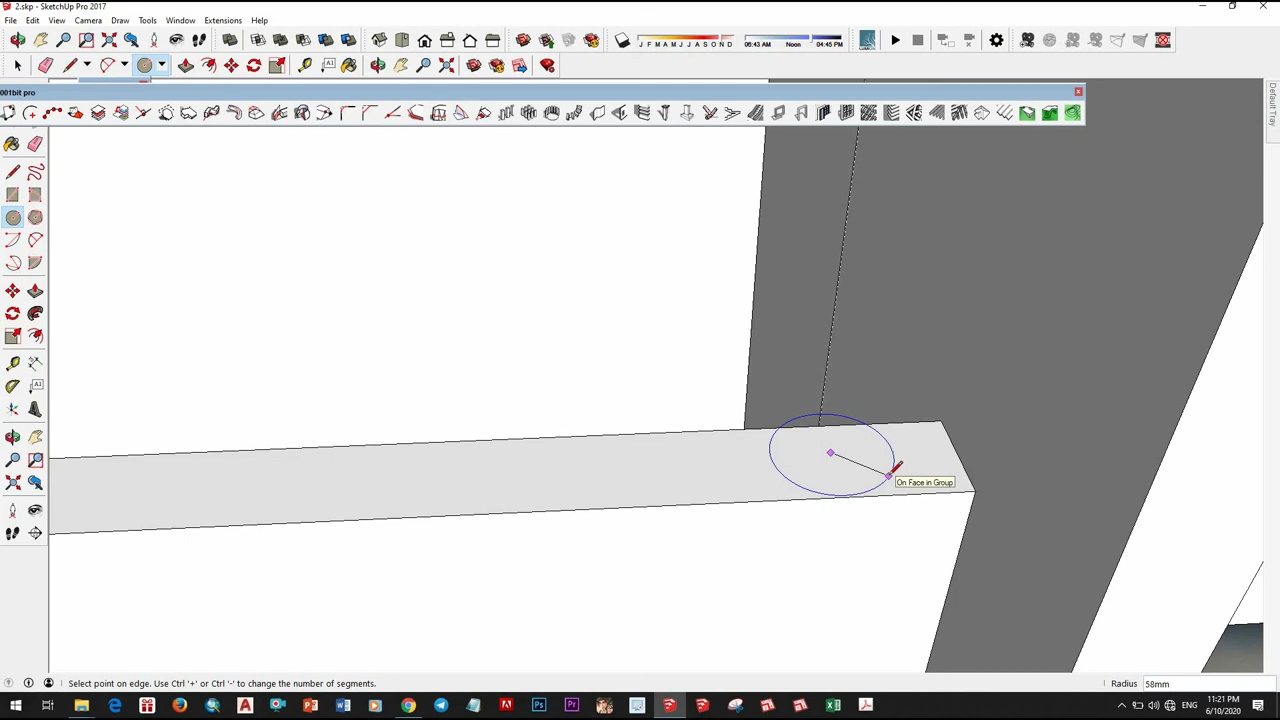 2.skp - SketchUp Pro 2017
File Edit View Camera Draw Tools Window Extensions Help
J F M A M J J A S O N D
06:43 AM Noon 04:45 PM
001bit pro
Default Tray
On Face in Group
Select point on edge. Use Ctrl '+' or Ctrl '-' to change the number of segments.
Radius 58mm
ENG
11:21 PM
6/10/2020